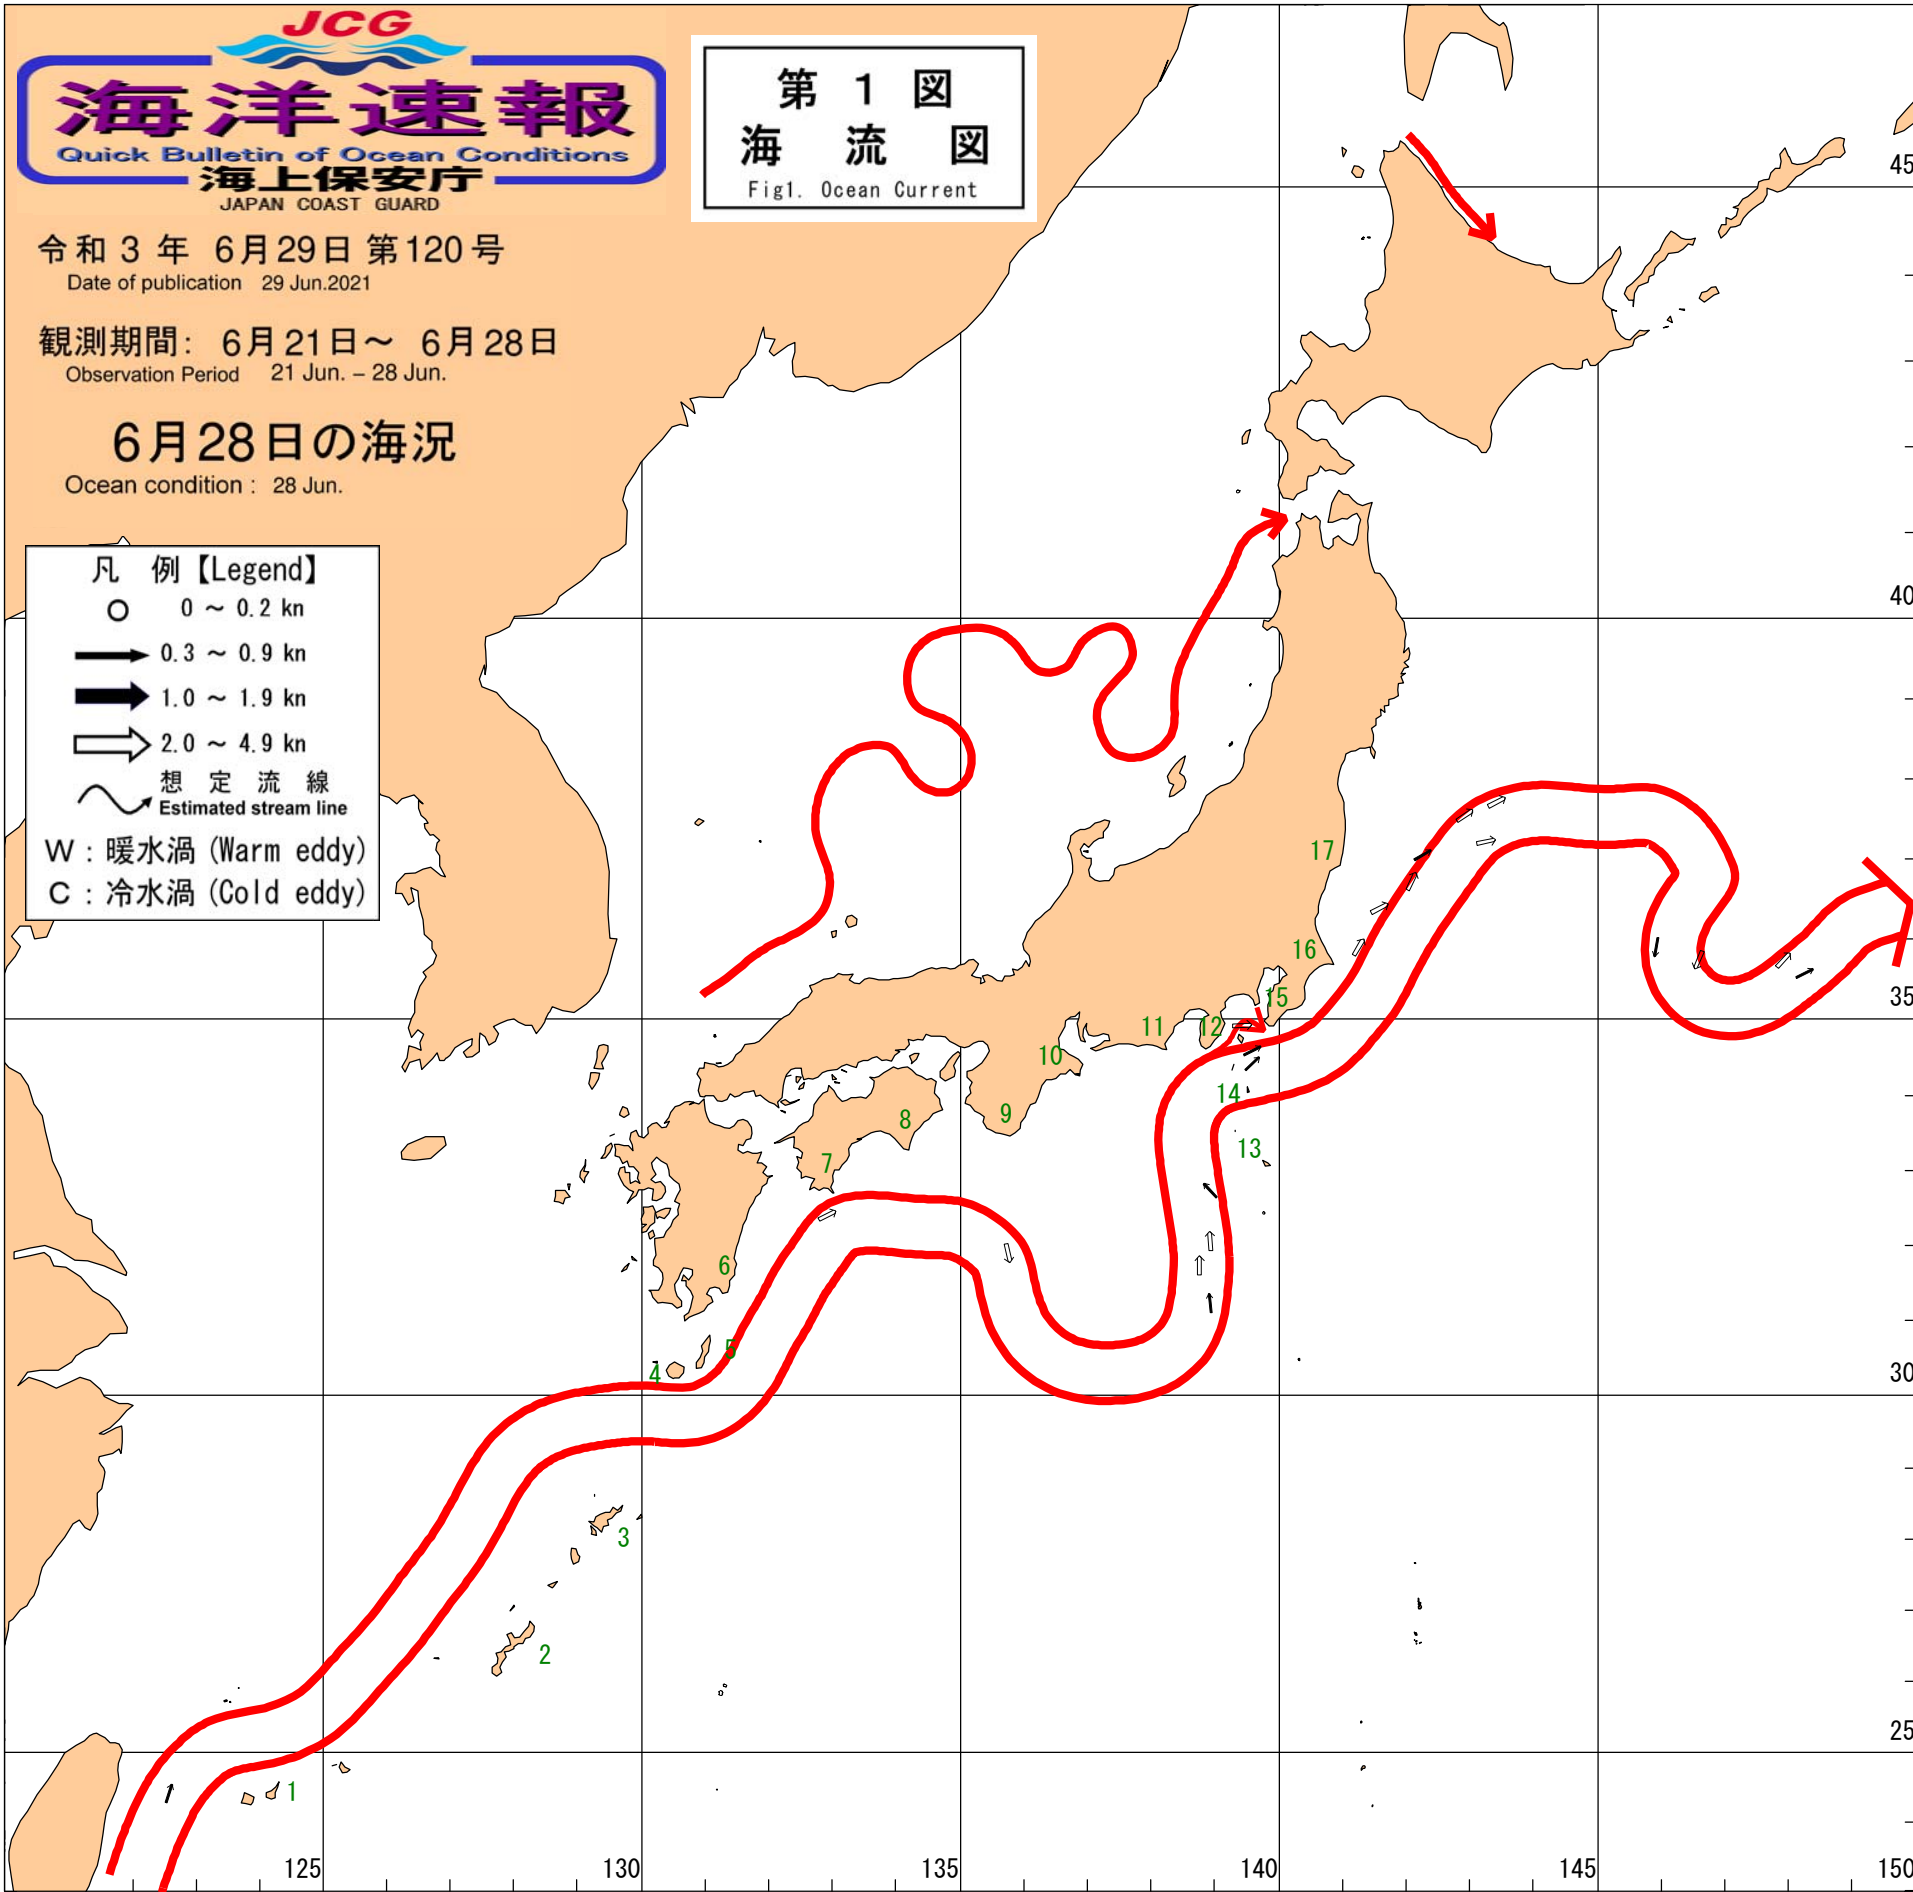 JCG
海洋速報
Quick Bulletin of Ocean Conditions
海上保安庁
JAPAN COAST GUARD
第 1 図
海 流 図
Fig1. Ocean Current
令和 3 年 6月29日 第120号
Date of publication 29 Jun.2021
観測期間: 6月21日～ 6月28日
Observation Period 21 Jun. – 28 Jun.
6月28日の海況
Ocean condition : 28 Jun.
凡 例【Legend】
0 ～ 0.2 kn
0.3 ～ 0.9 kn
1.0 ～ 1.9 kn
2.0 ～ 4.9 kn
想 定 流 線
Estimated stream line
W : 暖水渦 (Warm eddy)
C : 冷水渦 (Cold eddy)
45
40
17
16
35
15
12
11
10
14
9
8
13
7
6
5
4
30
3
2
25
1
125
130
135
140
145
150